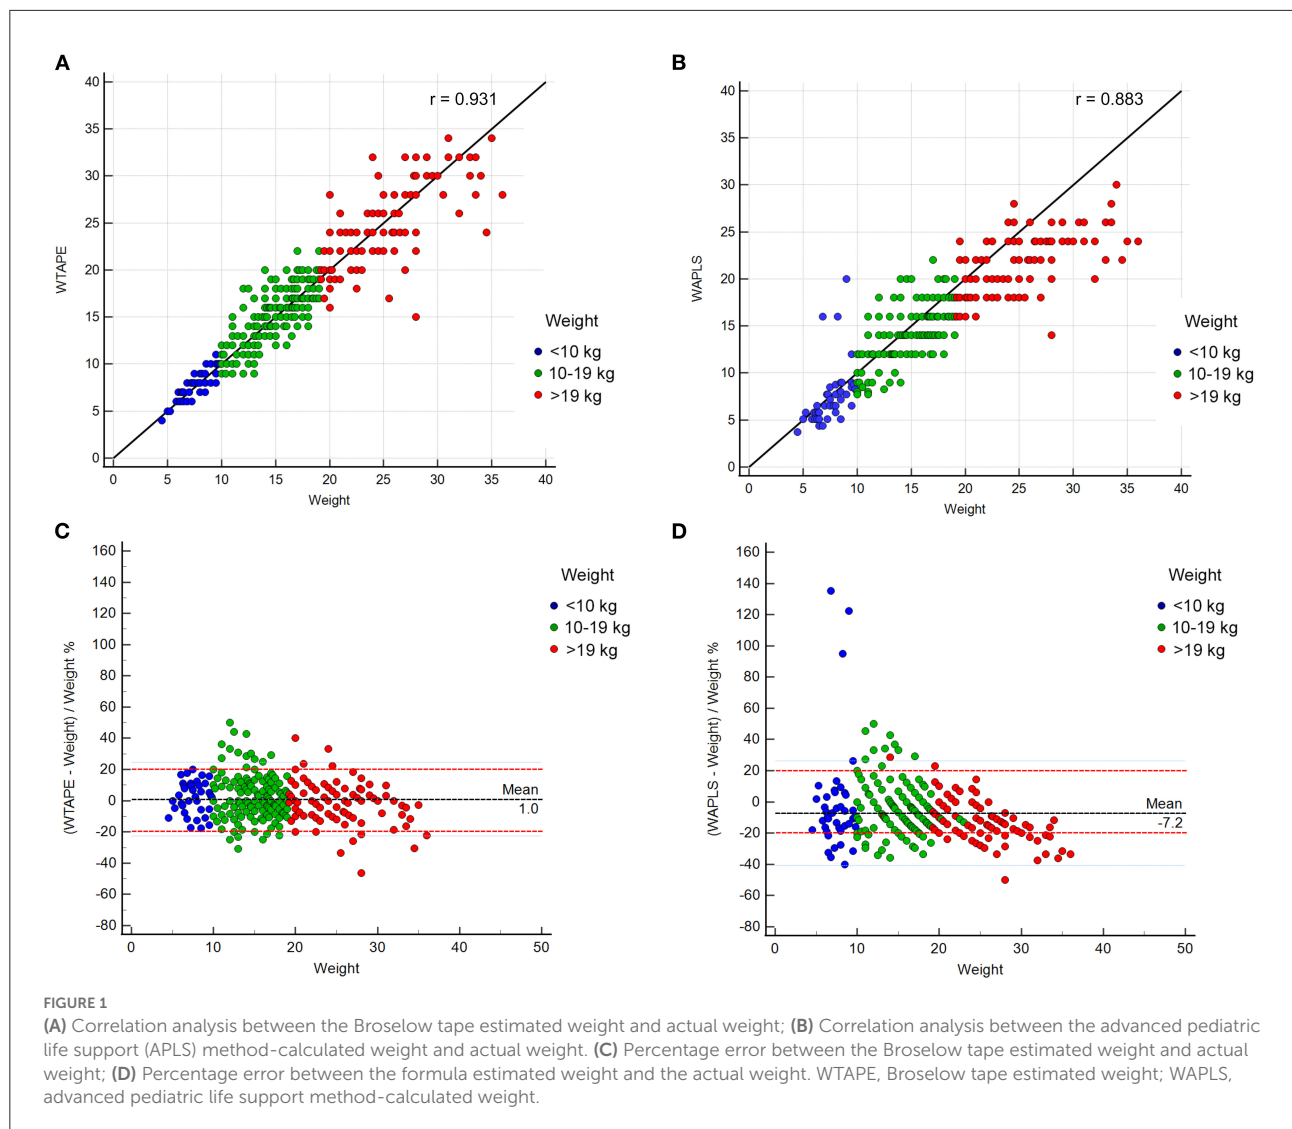 A
r = 0.931
40
35
30
25
20
15
10
5
0
WTAPE
Weight
<10 kg
10-19 kg
>19 kg
0 5 10 15 20 25 30 35 40
Weight
B
r = 0.883
40
35
30
25
20
15
10
5
0
WAPLS
Weight
<10 kg
10-19 kg
>19 kg
0 5 10 15 20 25 30 35 40
Weight
C
160
140
120
100
80
60
40
20
0
-20
-40
-60
-80
(WTAPE - Weight) / Weight %
Weight
<10 kg
10-19 kg
>19 kg
Mean
1.0
0 10 20 30 40 50
Weight
D
160
140
120
100
80
60
40
20
0
-20
-40
-60
-80
(WAPLS - Weight) / Weight %
Weight
<10 kg
10-19 kg
>19 kg
Mean
-7.2
0 10 20 30 40 50
Weight
FIGURE 1
(A) Correlation analysis between the Broselow tape estimated weight and actual weight; (B) Correlation analysis between the advanced pediatric
life support (APLS) method-calculated weight and actual weight. (C) Percentage error between the Broselow tape estimated weight and actual
weight; (D) Percentage error between the formula estimated weight and the actual weight. WTAPE, Broselow tape estimated weight; WAPLS,
advanced pediatric life support method-calculated weight.